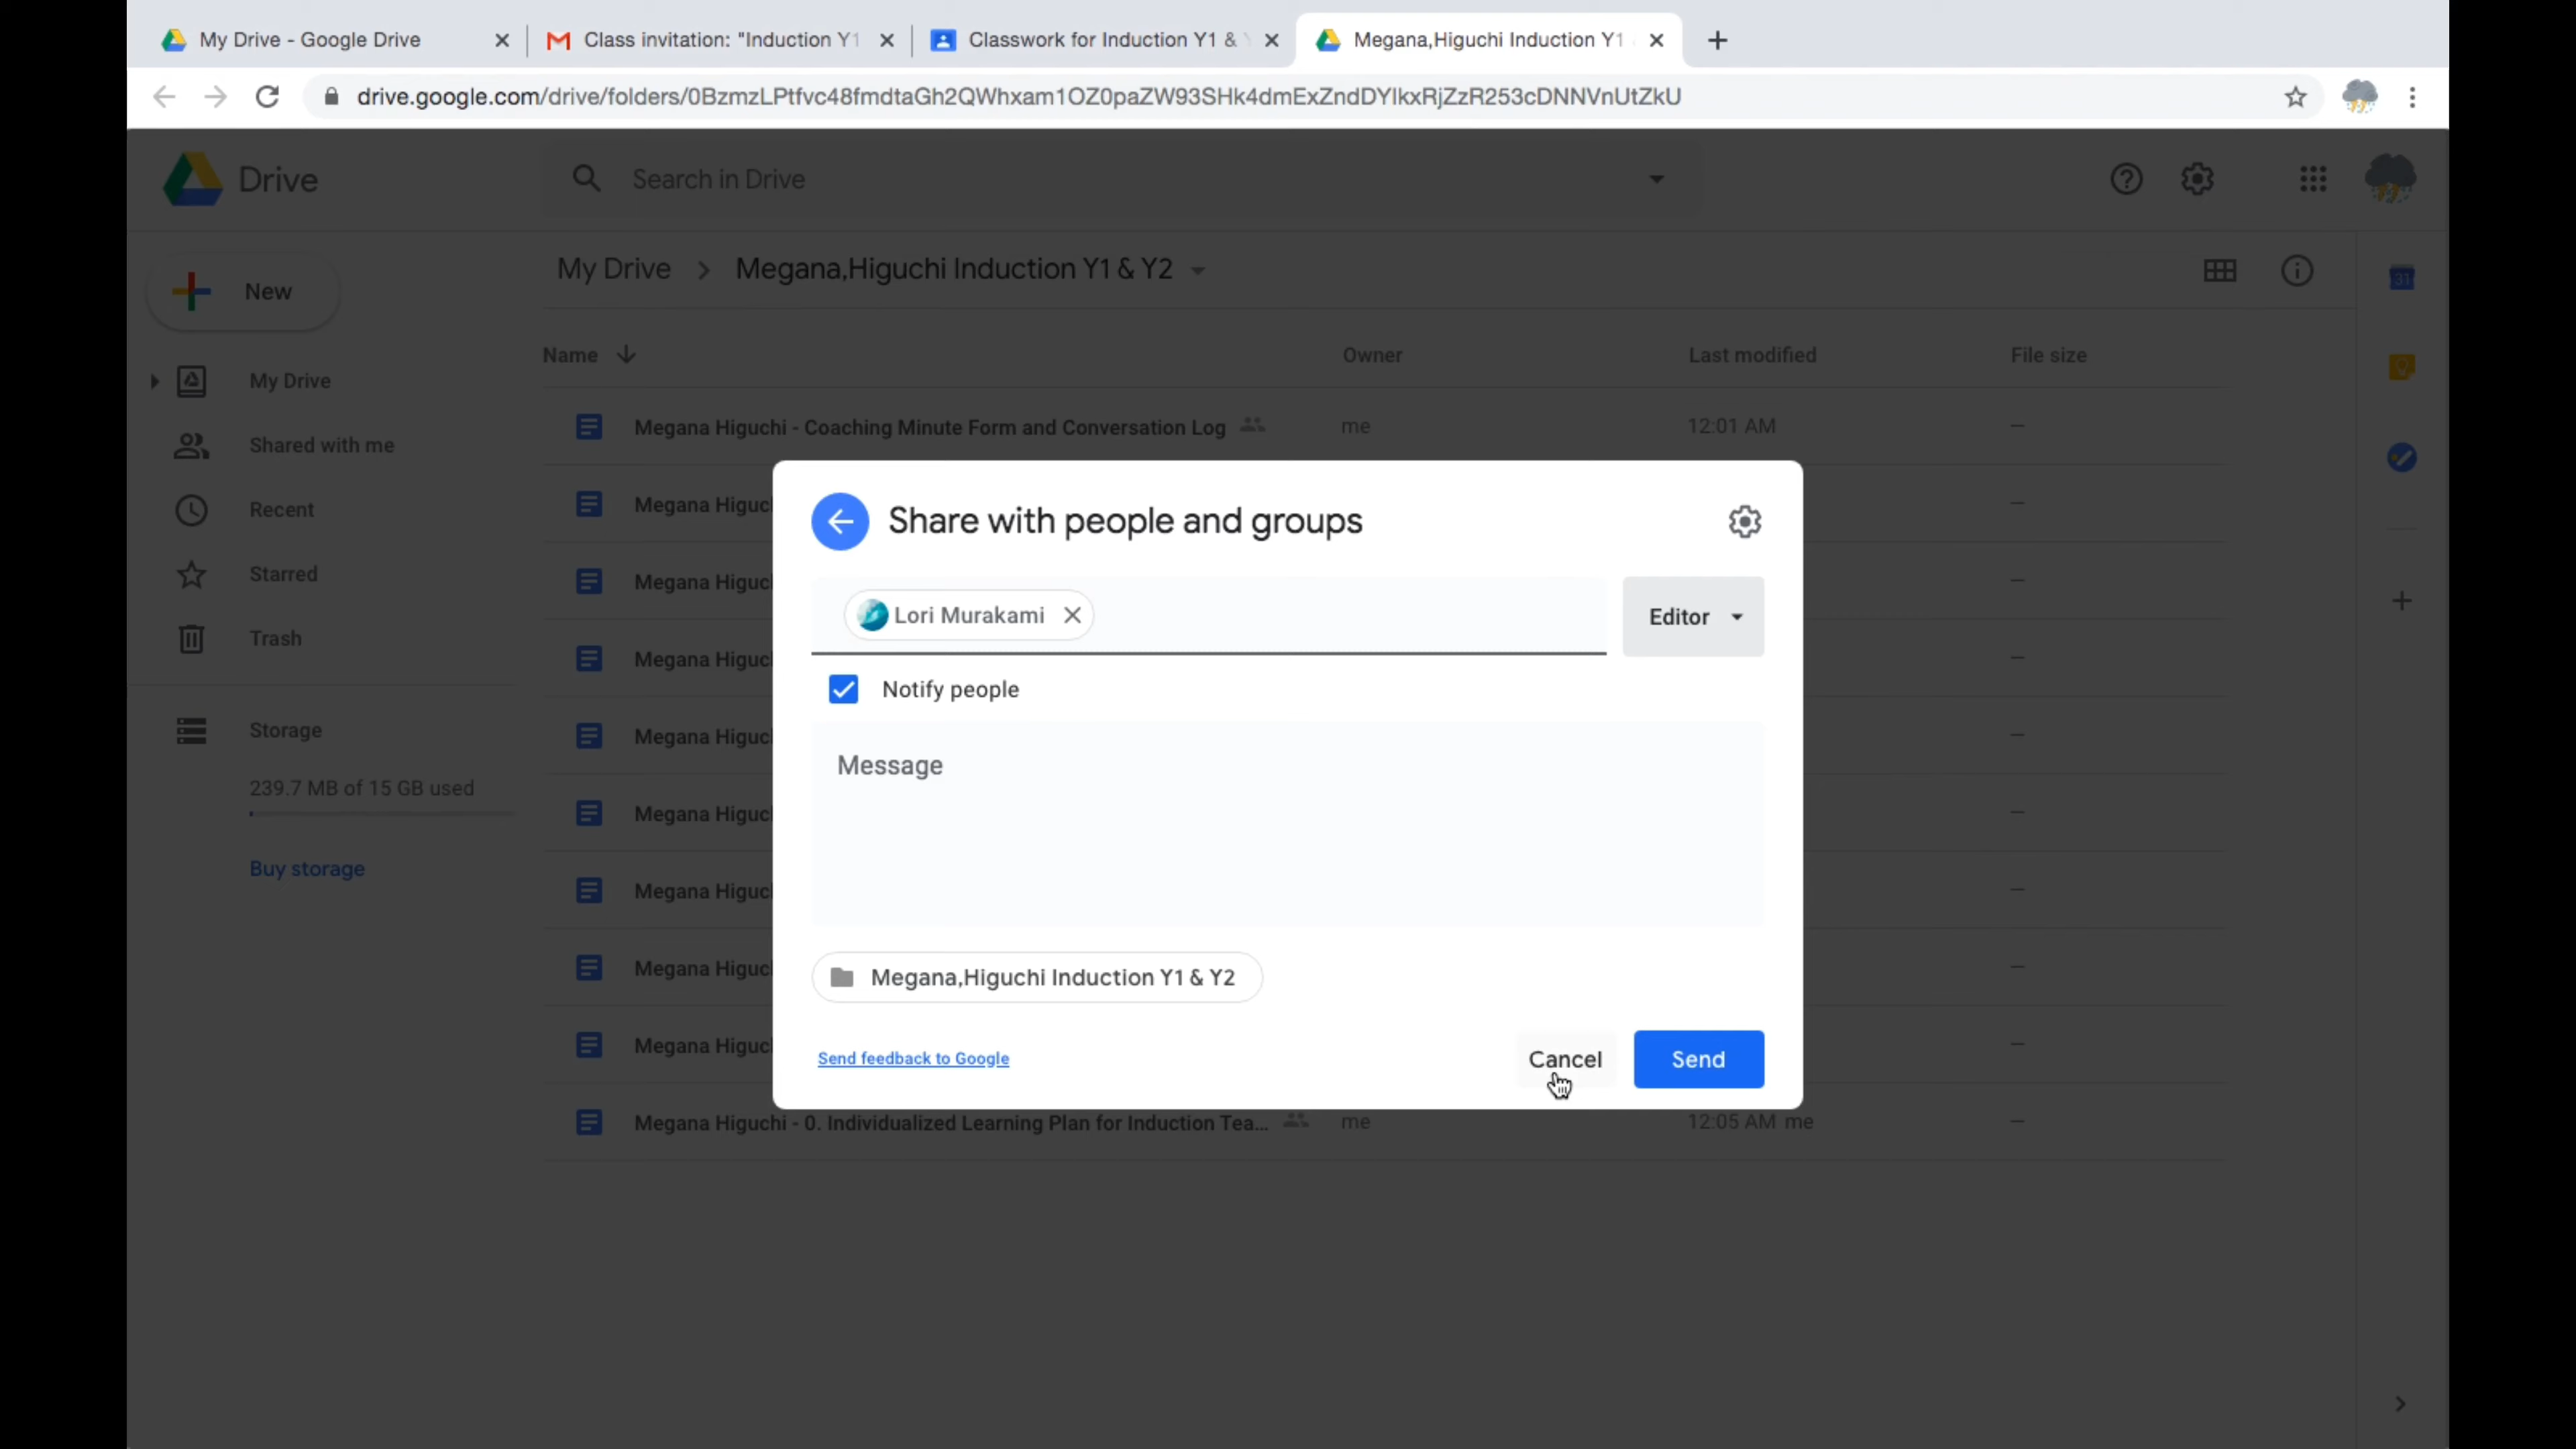 My Drive - Google Drive
Class invitation: "Induction Y1
Classwork for Induction Y1 &
Megana,Higuchi Induction Y1
drive.google.com/drive/folders/0BzmzLPtfvc48fmdtaGh2QWhxam1OZ0paZW93SHk4dmExZndDYlkxRjZzR253cDNNVnUtZkU
Drive
Search in Drive
New
My Drive
Shared with me
Recent
Starred
Trash
Storage
239.7 MB of 15 GB used
Buy storage
My Drive > Megana,Higuchi Induction Y1 & Y2
Name Owner Last modified File size
Megana Higuchi - Coaching Minute Form and Conversation Log me 12:01 AM —
Megana Higuc —
Megana Higuc —
Megana Higuc —
Megana Higuc —
Megana Higuc —
Megana Higuc —
Megana Higuc —
Megana Higuc —
Megana Higuchi - 0. Individualized Learning Plan for Induction Tea... me 12:05 AM me —
Share with people and groups
Lori Murakami
Editor
Notify people
Message
Megana,Higuchi Induction Y1 & Y2
Send feedback to Google
Cancel
Send
31